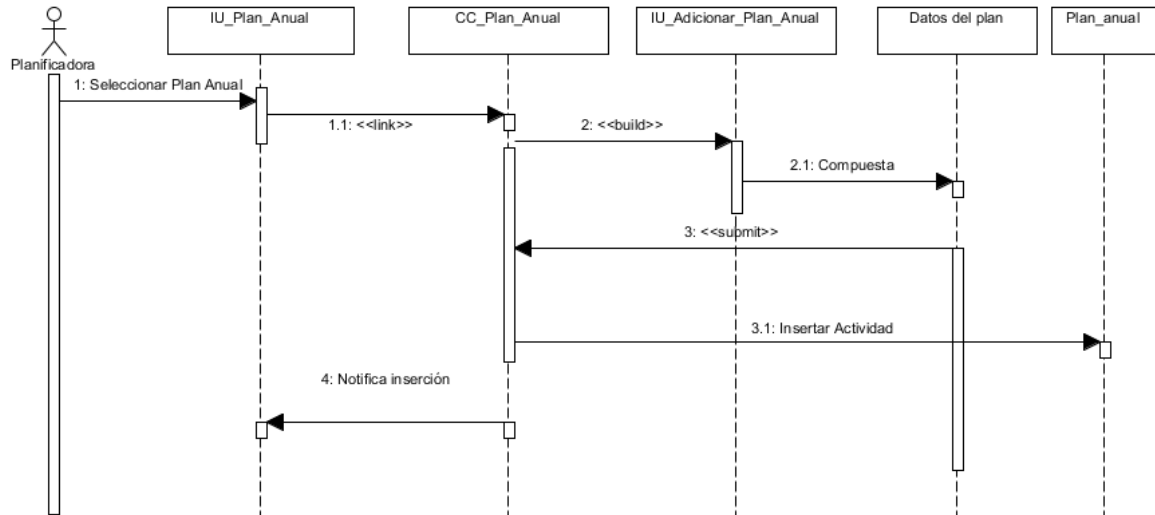 IU_Plan_Anual
CC_Plan_Anual
IU_Adicionar_Plan_Anual
Datos del plan
Plan_anual
Planificadora
1: Seleccionar Plan Anual
1.1: <<link>>
2: <<build>>
2.1: Compuesta
3: <<submit>>
3.1: Insertar Actividad
4: Notifica inserción